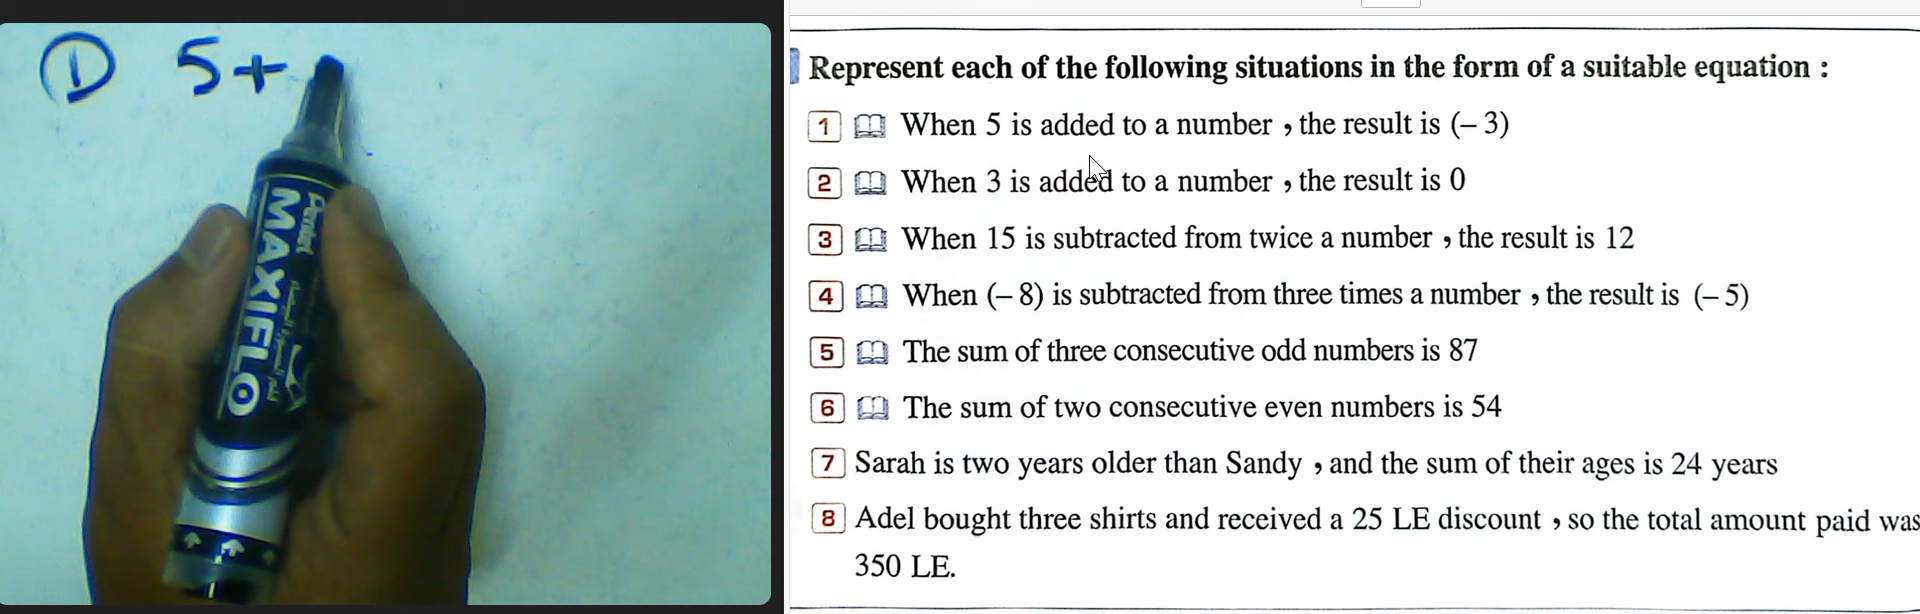 ① 5+
Pentel
MAXIFLO
Represent each of the following situations in the form of a suitable equation :
1 When 5 is added to a number , the result is (– 3)
2 When 3 is added to a number , the result is 0
3 When 15 is subtracted from twice a number , the result is 12
4 When (– 8) is subtracted from three times a number , the result is (– 5)
5 The sum of three consecutive odd numbers is 87
6 The sum of two consecutive even numbers is 54
7 Sarah is two years older than Sandy , and the sum of their ages is 24 years
8 Adel bought three shirts and received a 25 LE discount , so the total amount paid was
350 LE.